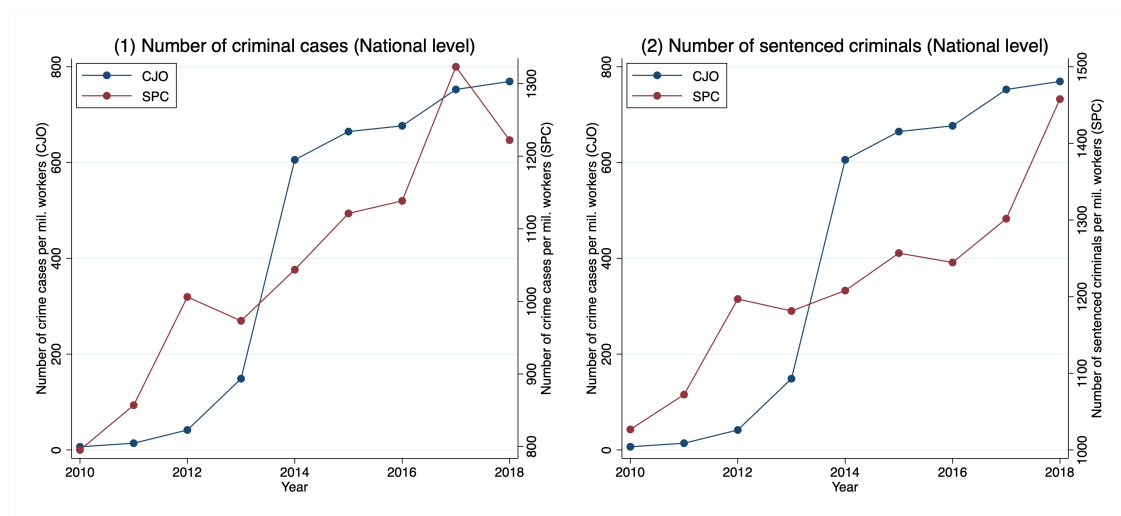 (1) Number of criminal cases (National level)
CJO
SPC
Number of crime cases per mil. workers (CJO)
800
600
400
200
0
1300
1200
1100
1000
900
800
Number of crime cases per mil. workers (SPC)
2010 2012 2014 2016 2018
Year
(2) Number of sentenced criminals (National level)
CJO
SPC
Number of crime cases per mil. workers (CJO)
800
600
400
200
0
1500
1400
1300
1200
1100
1000
Number of sentenced criminals per mil. workers (SPC)
2010 2012 2014 2016 2018
Year